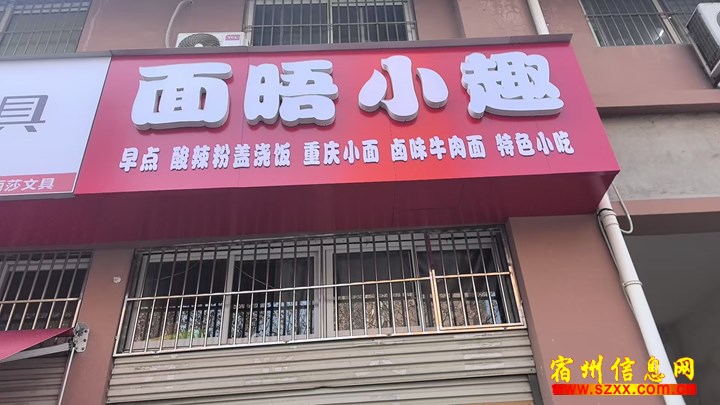 面晤小趣
早点 酸辣粉盖浇饭 重庆小面 卤味牛肉面 特色小吃
具
莎文具
宿州信息网
www.szxx.com.cn